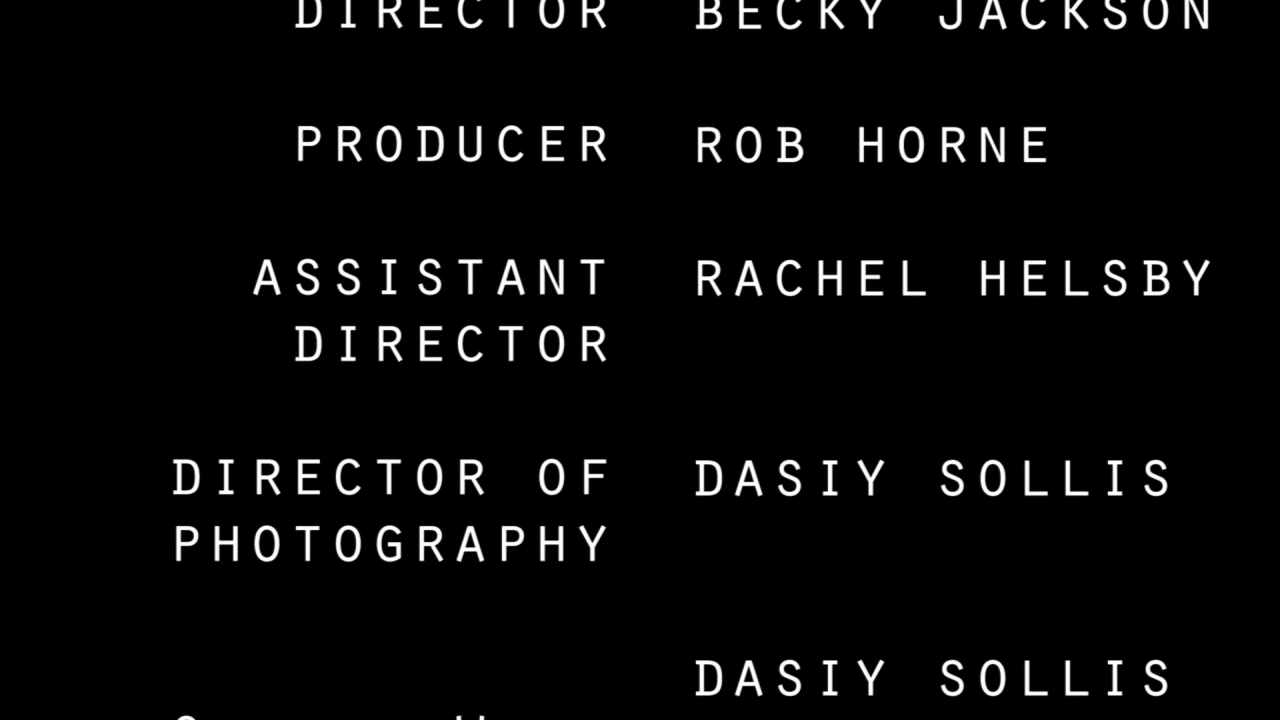 DIRECTOR BECKY JACKSON
PRODUCER ROB HORNE
ASSISTANT RACHEL HELSBY
DIRECTOR
DIRECTOR OF DASIY SOLLIS
PHOTOGRAPHY
DASIY SOLLIS